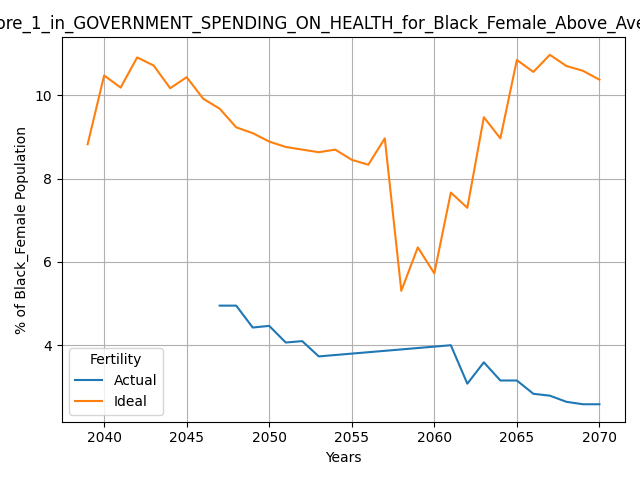 ore_1_in_GOVERNMENT_SPENDING_ON_HEALTH_for_Black_Female_Above_Ave
% of Black_Female Population
10
8
6
4
Fertility
Actual
Ideal
2040 2045 2050 2055 2060 2065 2070
Years